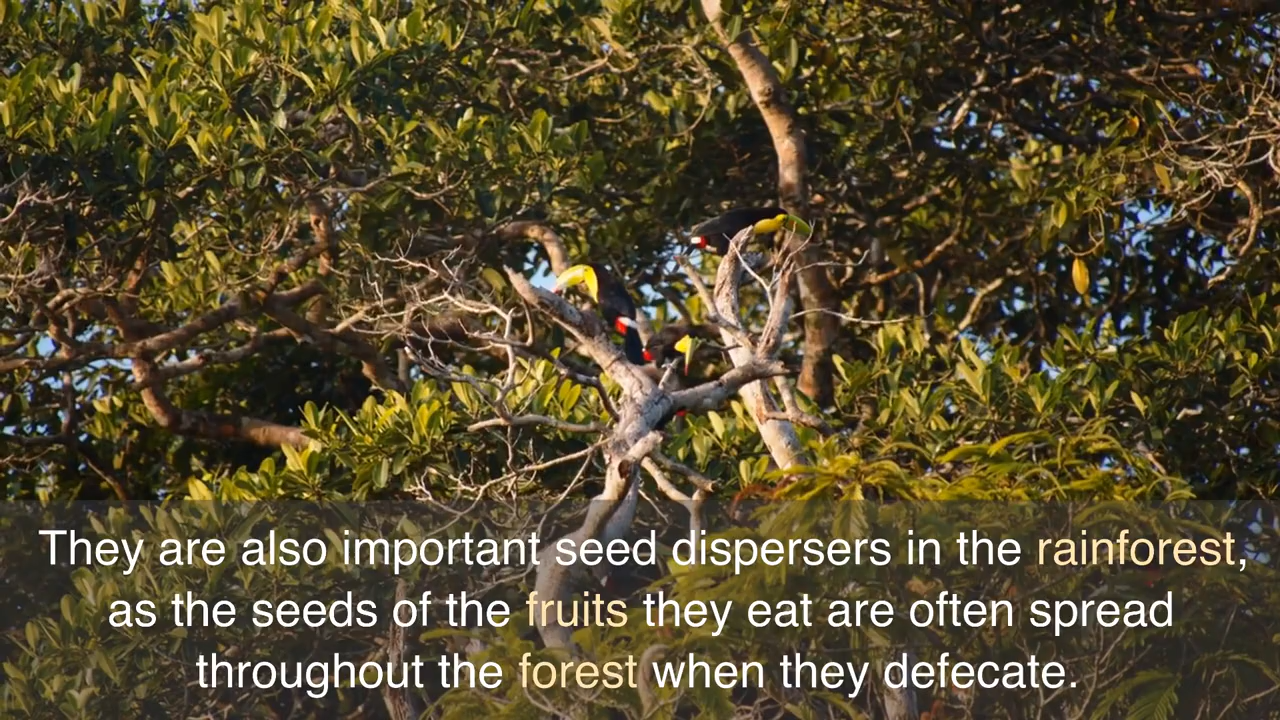 They are also important seed dispersers in the rainforest,
as the seeds of the fruits they eat are often spread
throughout the forest when they defecate.